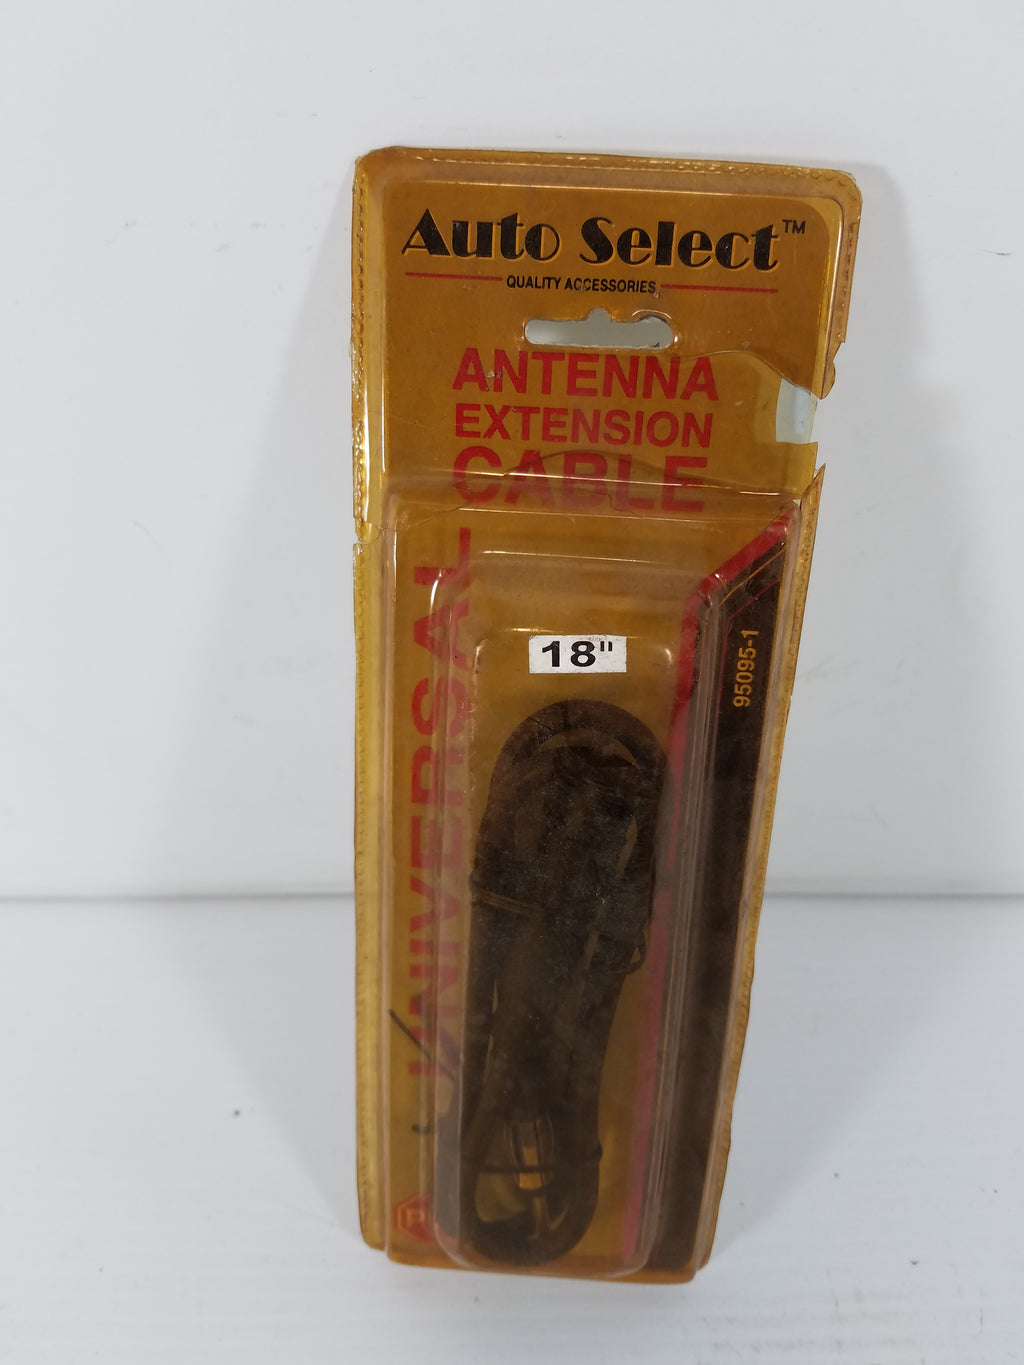 Auto Select™
QUALITY ACCESSORIES
ANTENNA
EXTENSION
CABLE
UNIVERSAL
18"
95095-1